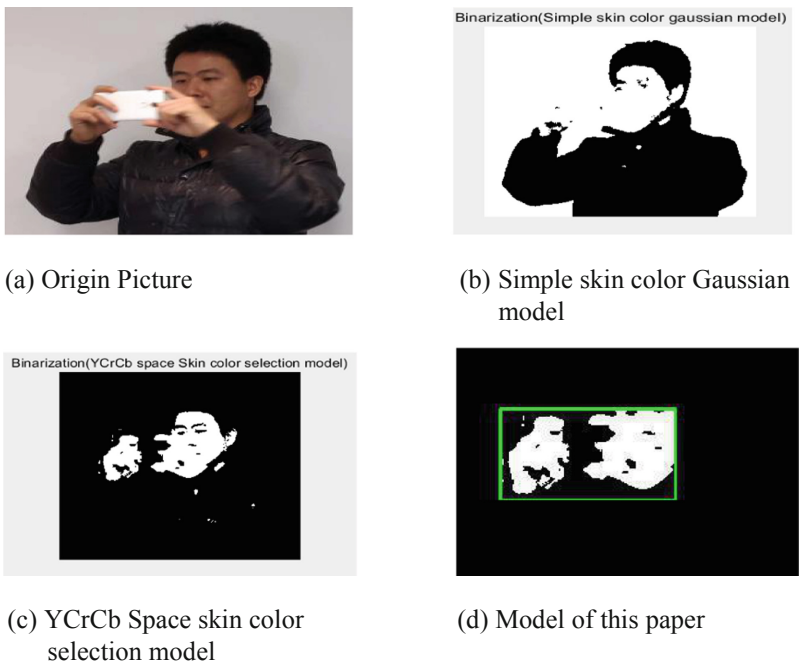 Binarization(Simple skin color gaussian model)
(a) Origin Picture
(b) Simple skin color Gaussian
model
Binarization(YCrCb space Skin color selection model)
(c) YCrCb Space skin color
selection model
(d) Model of this paper